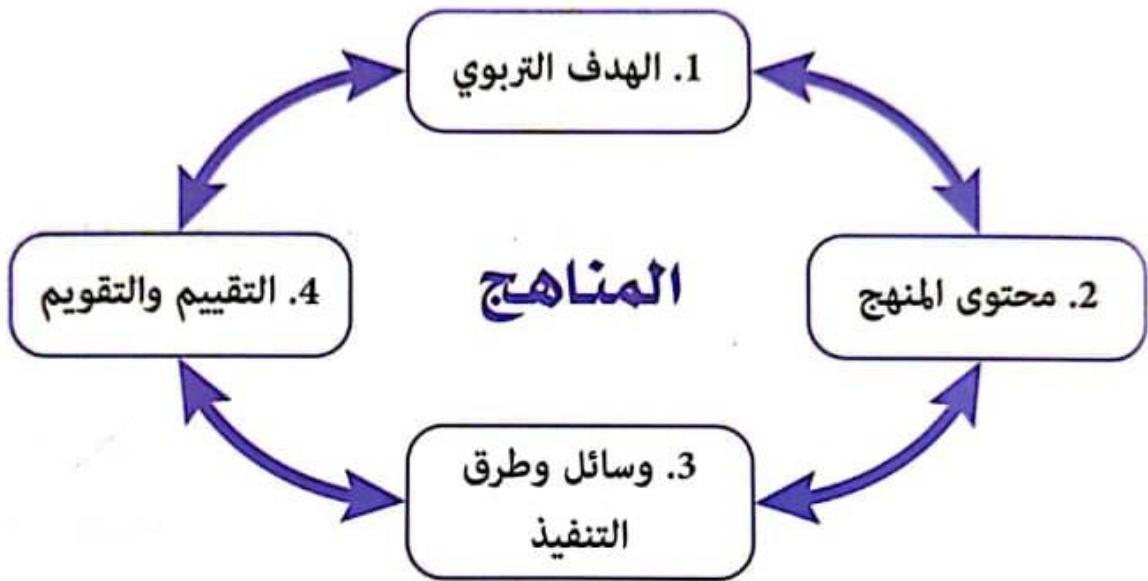 1. الهدف التربوي
2. محتوى المنهج
المناهج
4. التقييم والتقويم
3. وسائل وطرق
التنفيذ